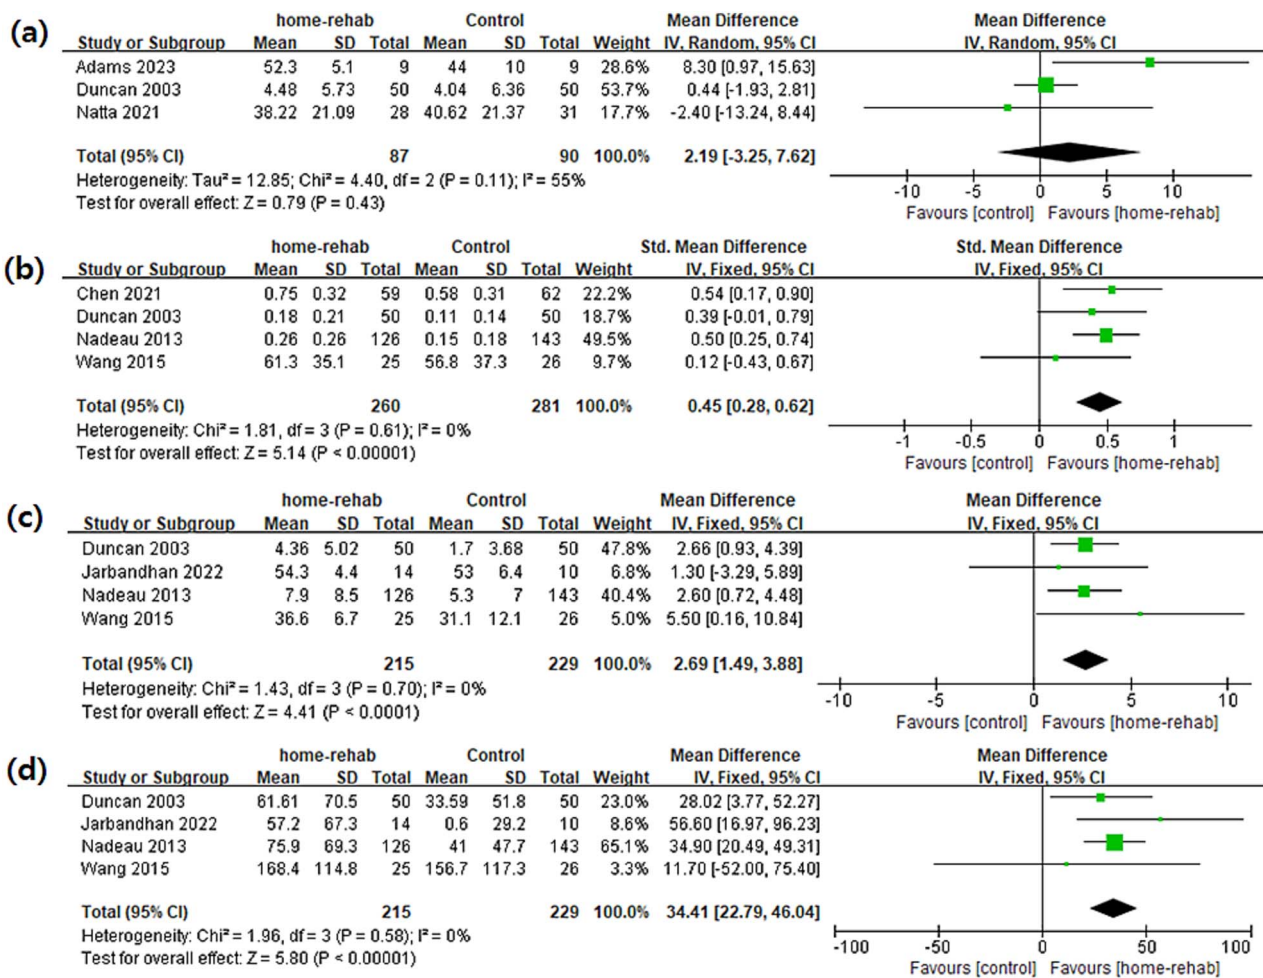 (a)
home-rehab Control Mean Difference Mean Difference
Study or Subgroup Mean SD Total Mean SD Total Weight IV, Random, 95% CI IV, Random, 95% CI
Adams 2023 52.3 5.1 9 44 10 9 28.6% 8.30 [0.97, 15.63]
Duncan 2003 4.48 5.73 50 4.04 6.36 50 53.7% 0.44 [-1.93, 2.81]
Natta 2021 38.22 21.09 28 40.62 21.37 31 17.7% -2.40 [-13.24, 8.44]
Total (95% CI) 87 90 100.0% 2.19 [-3.25, 7.62]
Heterogeneity: Tau² = 12.85; Chi² = 4.40, df = 2 (P = 0.11); I² = 55%
Test for overall effect: Z = 0.79 (P = 0.43)
-10 -5 0 5 10
Favours [control] Favours [home-rehab]
(b)
home-rehab Control Std. Mean Difference Std. Mean Difference
Study or Subgroup Mean SD Total Mean SD Total Weight IV, Fixed, 95% CI IV, Fixed, 95% CI
Chen 2021 0.75 0.32 59 0.58 0.31 62 22.2% 0.54 [0.17, 0.90]
Duncan 2003 0.18 0.21 50 0.11 0.14 50 18.7% 0.39 [-0.01, 0.79]
Nadeau 2013 0.26 0.26 126 0.15 0.18 143 49.5% 0.50 [0.25, 0.74]
Wang 2015 61.3 35.1 25 56.8 37.3 26 9.7% 0.12 [-0.43, 0.67]
Total (95% CI) 260 281 100.0% 0.45 [0.28, 0.62]
Heterogeneity: Chi² = 1.81, df = 3 (P = 0.61); I² = 0%
Test for overall effect: Z = 5.14 (P < 0.00001)
-1 -0.5 0 0.5 1
Favours [control] Favours [home-rehab]
(c)
home-rehab Control Mean Difference Mean Difference
Study or Subgroup Mean SD Total Mean SD Total Weight IV, Fixed, 95% CI IV, Fixed, 95% CI
Duncan 2003 4.36 5.02 50 1.7 3.68 50 47.8% 2.66 [0.93, 4.39]
Jarbandhan 2022 54.3 4.4 14 53 6.4 10 6.8% 1.30 [-3.29, 5.89]
Nadeau 2013 7.9 8.5 126 5.3 7 143 40.4% 2.60 [0.72, 4.48]
Wang 2015 36.6 6.7 25 31.1 12.1 26 5.0% 5.50 [0.16, 10.84]
Total (95% CI) 215 229 100.0% 2.69 [1.49, 3.88]
Heterogeneity: Chi² = 1.43, df = 3 (P = 0.70); I² = 0%
Test for overall effect: Z = 4.41 (P < 0.0001)
-10 -5 0 5 10
Favours [control] Favours [home-rehab]
(d)
home-rehab Control Mean Difference Mean Difference
Study or Subgroup Mean SD Total Mean SD Total Weight IV, Fixed, 95% CI IV, Fixed, 95% CI
Duncan 2003 61.61 70.5 50 33.59 51.8 50 23.0% 28.02 [3.77, 52.27]
Jarbandhan 2022 57.2 67.3 14 0.6 29.2 10 8.6% 56.60 [16.97, 96.23]
Nadeau 2013 75.9 69.3 126 41 47.7 143 65.1% 34.90 [20.49, 49.31]
Wang 2015 168.4 114.8 25 156.7 117.3 26 3.3% 11.70 [-52.00, 75.40]
Total (95% CI) 215 229 100.0% 34.41 [22.79, 46.04]
Heterogeneity: Chi² = 1.96, df = 3 (P = 0.58); I² = 0%
Test for overall effect: Z = 5.80 (P < 0.00001)
-100 -50 0 50 100
Favours [control] Favours [home-rehab]